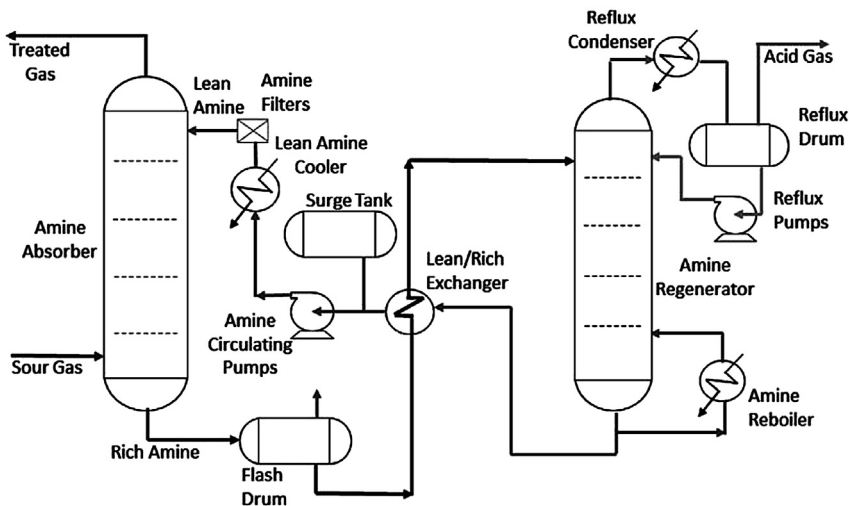 Treated
Gas
Lean
Amine
Amine
Filters
Lean Amine
Cooler
Surge Tank
Amine
Absorber
Lean/Rich
Exchanger
Amine
Circulating
Pumps
Sour Gas
Rich Amine
Flash
Drum
Reflux
Condenser
Acid Gas
Reflux
Drum
Reflux
Pumps
Amine
Regenerator
Amine
Reboiler